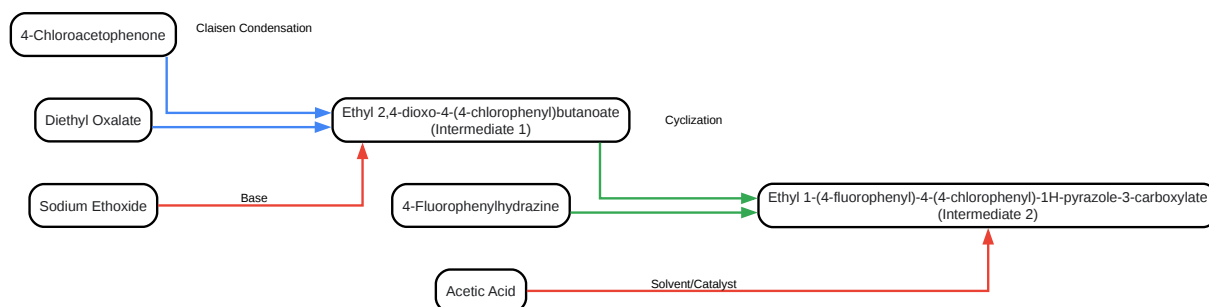 4-Chloroacetophenone
Claisen Condensation
Diethyl Oxalate
Ethyl 2,4-dioxo-4-(4-chlorophenyl)butanoate
(Intermediate 1)
Cyclization
Sodium Ethoxide
Base
4-Fluorophenylhydrazine
Ethyl 1-(4-fluorophenyl)-4-(4-chlorophenyl)-1H-pyrazole-3-carboxylate
(Intermediate 2)
Acetic Acid
Solvent/Catalyst